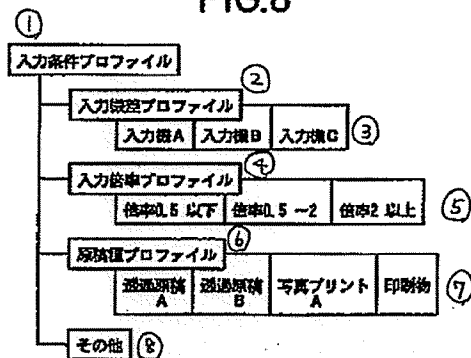 FIG.8
①
入力条件プロファイル
②
入力機差プロファイル
入力機A 入力機B 入力機C ③
④
入力倍率プロファイル
倍率0.5 以下 倍率0.5 ~2 倍率2 以上 ⑤
⑥
原稿種プロファイル
透過原稿A 透過原稿B 写真プリントA 印刷物 ⑦
その他 ⑧